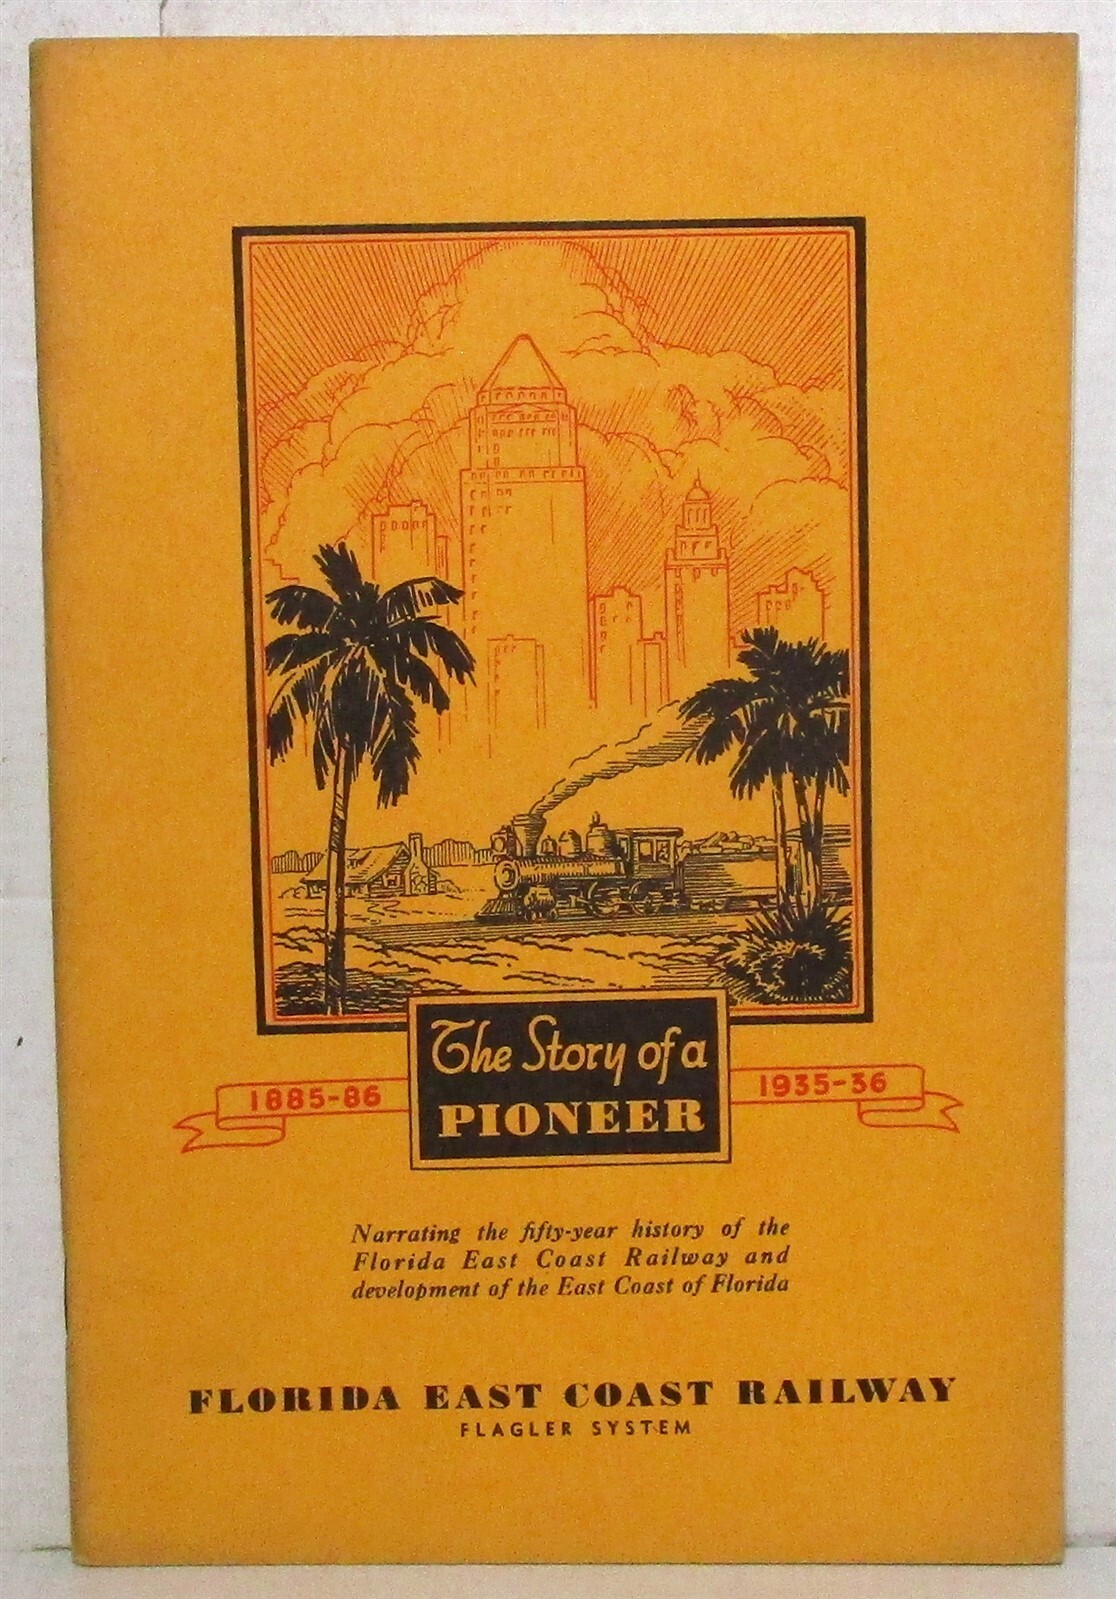 The Story of a
PIONEER
1885-86
1935-36
Narrating the fifty-year history of the
Florida East Coast Railway and
development of the East Coast of Florida
FLORIDA EAST COAST RAILWAY
FLAGLER SYSTEM